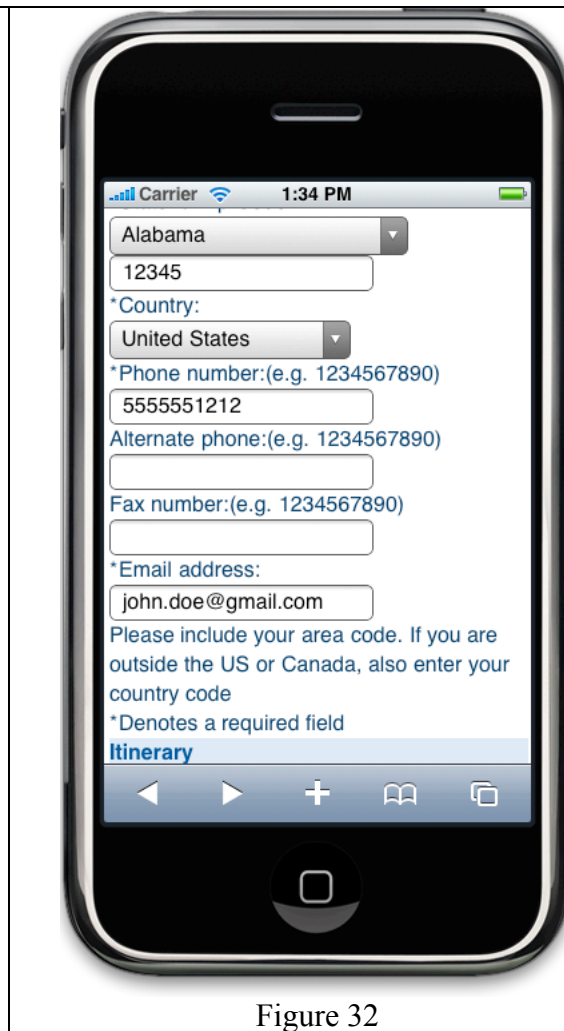 Carrier 1:34 PM
Alabama
12345
*Country:
United States
*Phone number:(e.g. 1234567890)
5555551212
Alternate phone:(e.g. 1234567890)
Fax number:(e.g. 1234567890)
*Email address:
john.doe@gmail.com
Please include your area code. If you are
outside the US or Canada, also enter your
country code
*Denotes a required field
Itinerary
Figure 32